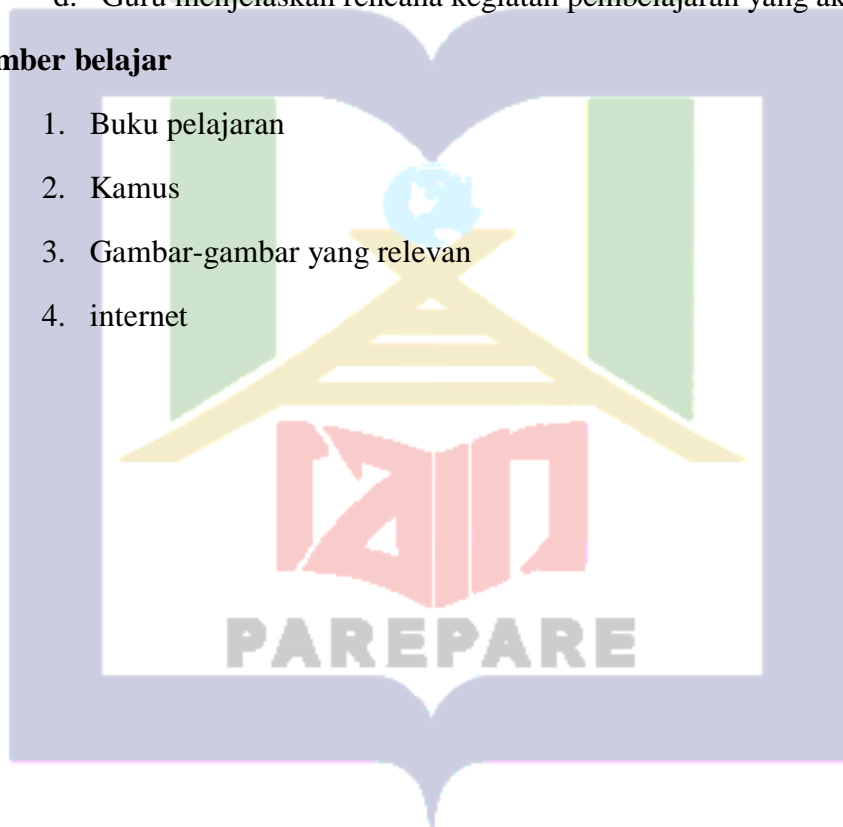 d. Guru menjelaskan rencana kegiatan pembelajaran yang
mber belajar
1. Buku pelajaran
2. Kamus
3. Gambar-gambar yang relevan
4. internet
iain
PAREPARE